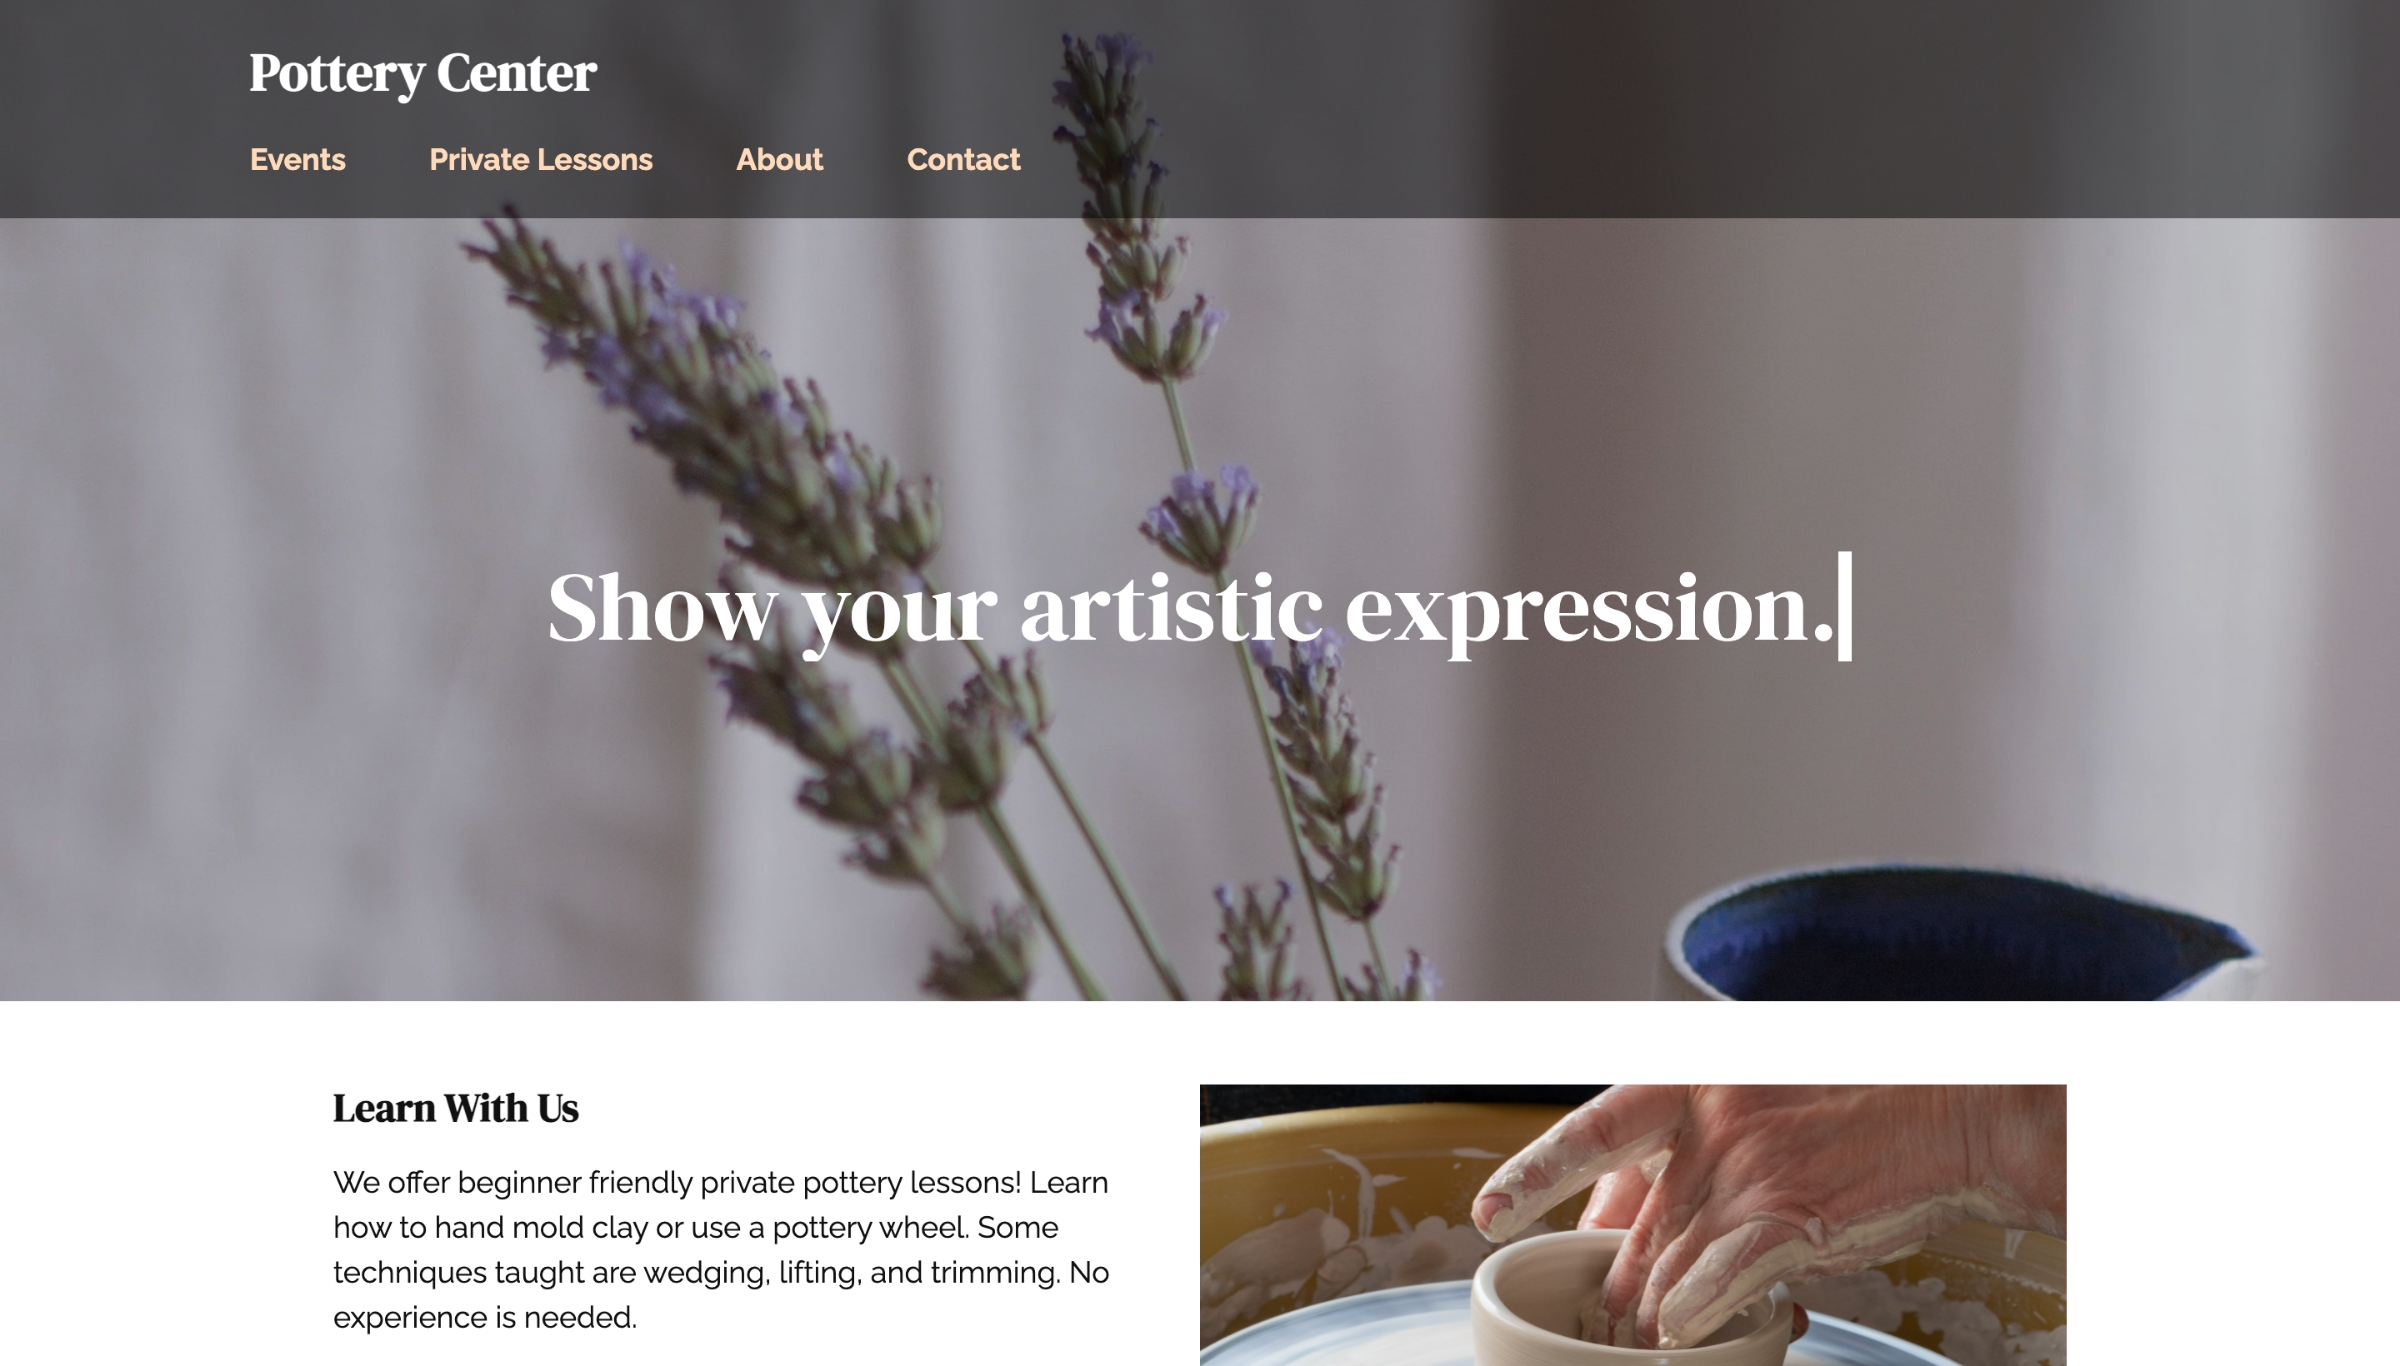 Pottery Center
Events Private Lessons About Contact
Show your artistic expression.
Learn With Us
We offer beginner friendly private pottery lessons! Learn
how to hand mold clay or use a pottery wheel. Some
techniques taught are wedging, lifting, and trimming. No
experience is needed.